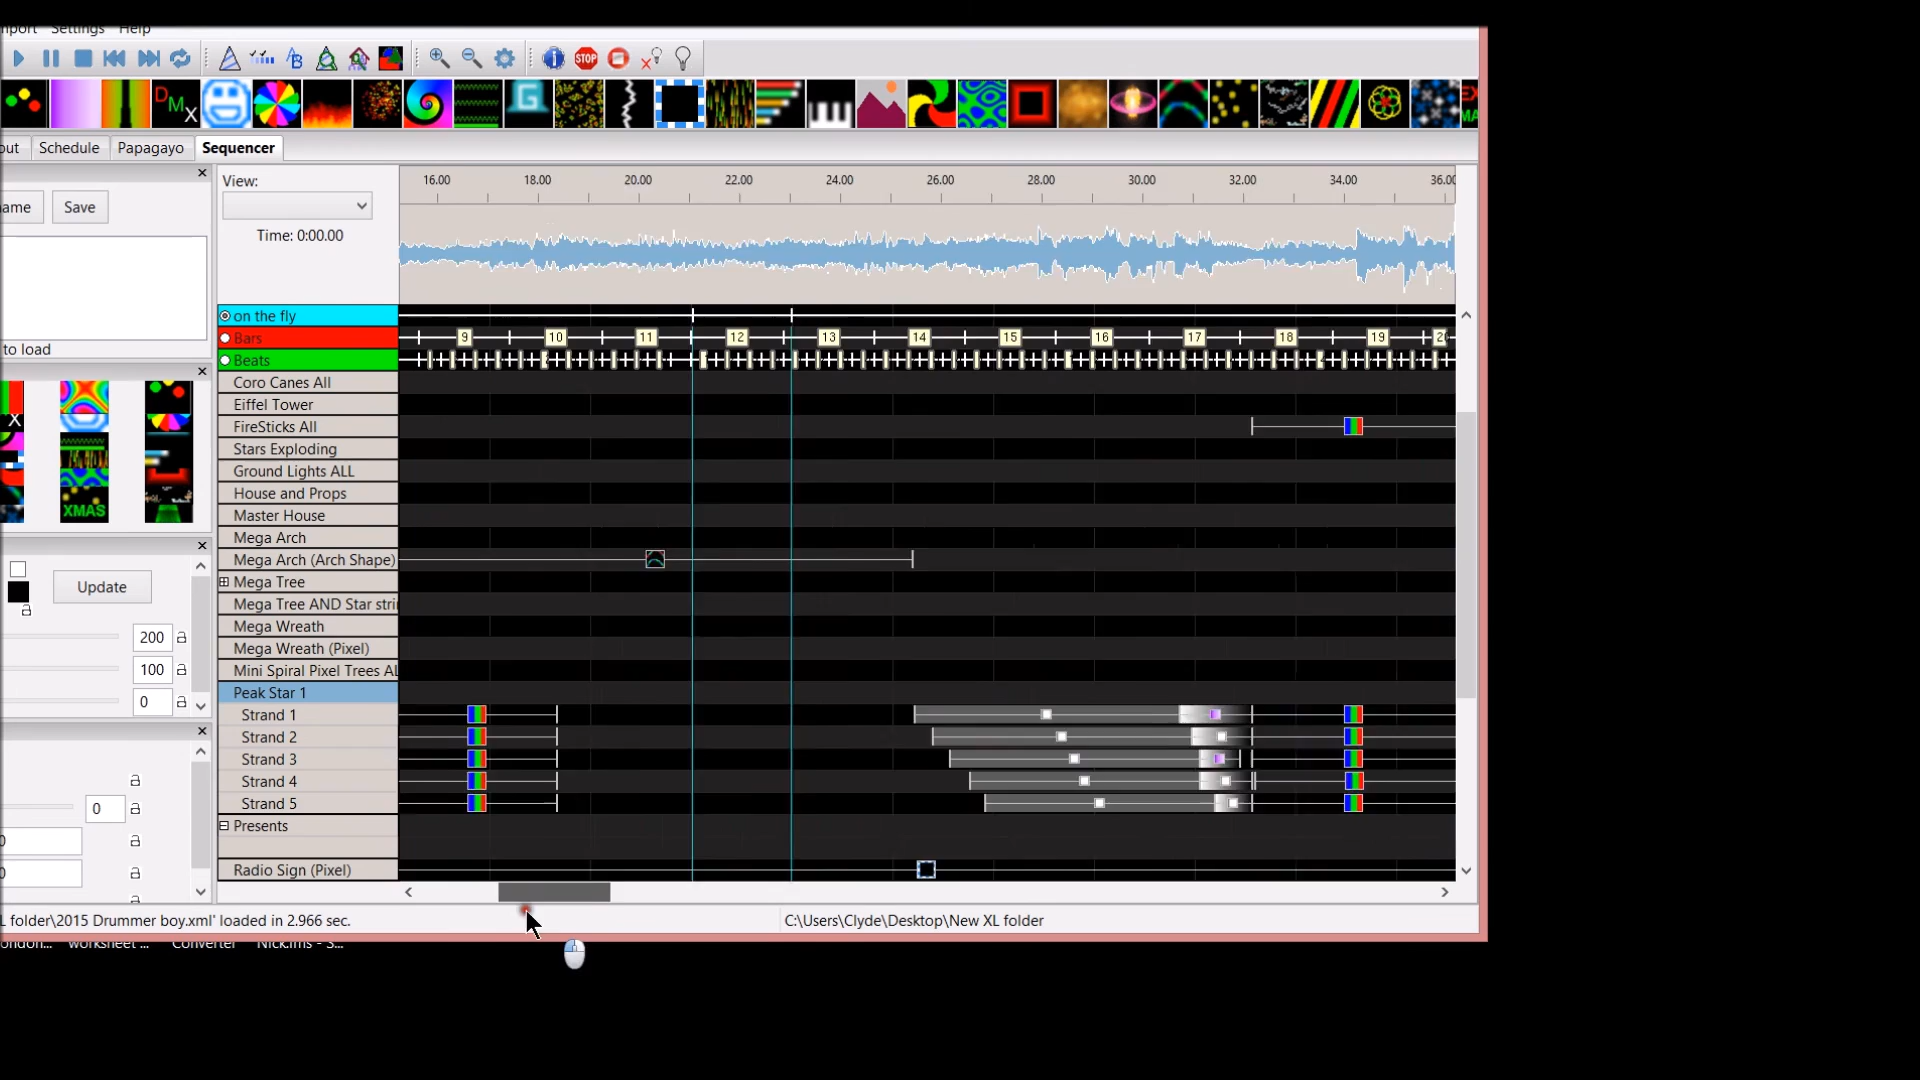 mport Settings Help
D M X G
out Schedule Papagayo Sequencer
View:
16.00 18.00 20.00 22.00 24.00 26.00 28.00 30.00 32.00 34.00 36.0
ame Save
Time: 0:00.00
on the fly
Bars 9 10 11 12 13 14 15 16 17 18 19 20
to load
Beats
Coro Canes All
Eiffel Tower
FireSticks All
Stars Exploding
Ground Lights ALL
House and Props
XMAS
Master House
Mega Arch
Mega Arch (Arch Shape)
Update
Mega Tree
Mega Tree AND Star stri
Mega Wreath
200
Mega Wreath (Pixel)
100
Mini Spiral Pixel Trees AL
Peak Star 1
0
Strand 1
Strand 2
Strand 3
Strand 4
Strand 5
0
Presents
Radio Sign (Pixel)
L folder\2015 Drummer boy.xml' loaded in 2.966 sec. C:\Users\Clyde\Desktop\New XL folder
ondon... worksheet ... Converter Nick.lms - S...